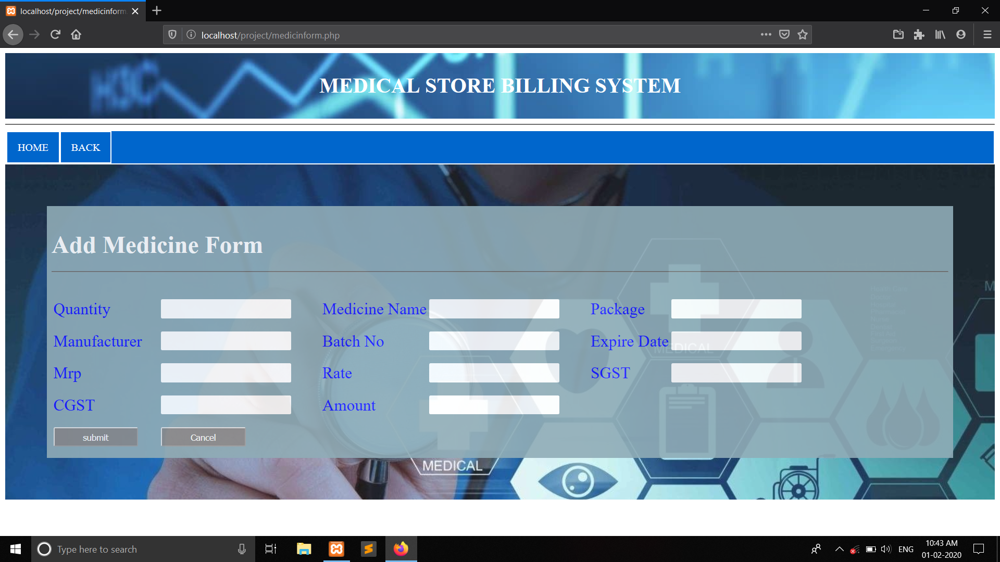 localhost/project/medicinform.
localhost/project/medicinform.php
H3C
MEDICAL STORE BILLING SYSTEM
HOME
BACK
Add Medicine Form
Quantity
Medicine Name
Package
Manufacturer
Batch No
Expire Date
MEDICAL
Mrp
Rate
SGST
CGST
Amount
submit
Cancel
MEDICAL
Type here to search
ENG
10:43 AM
01-02-2020